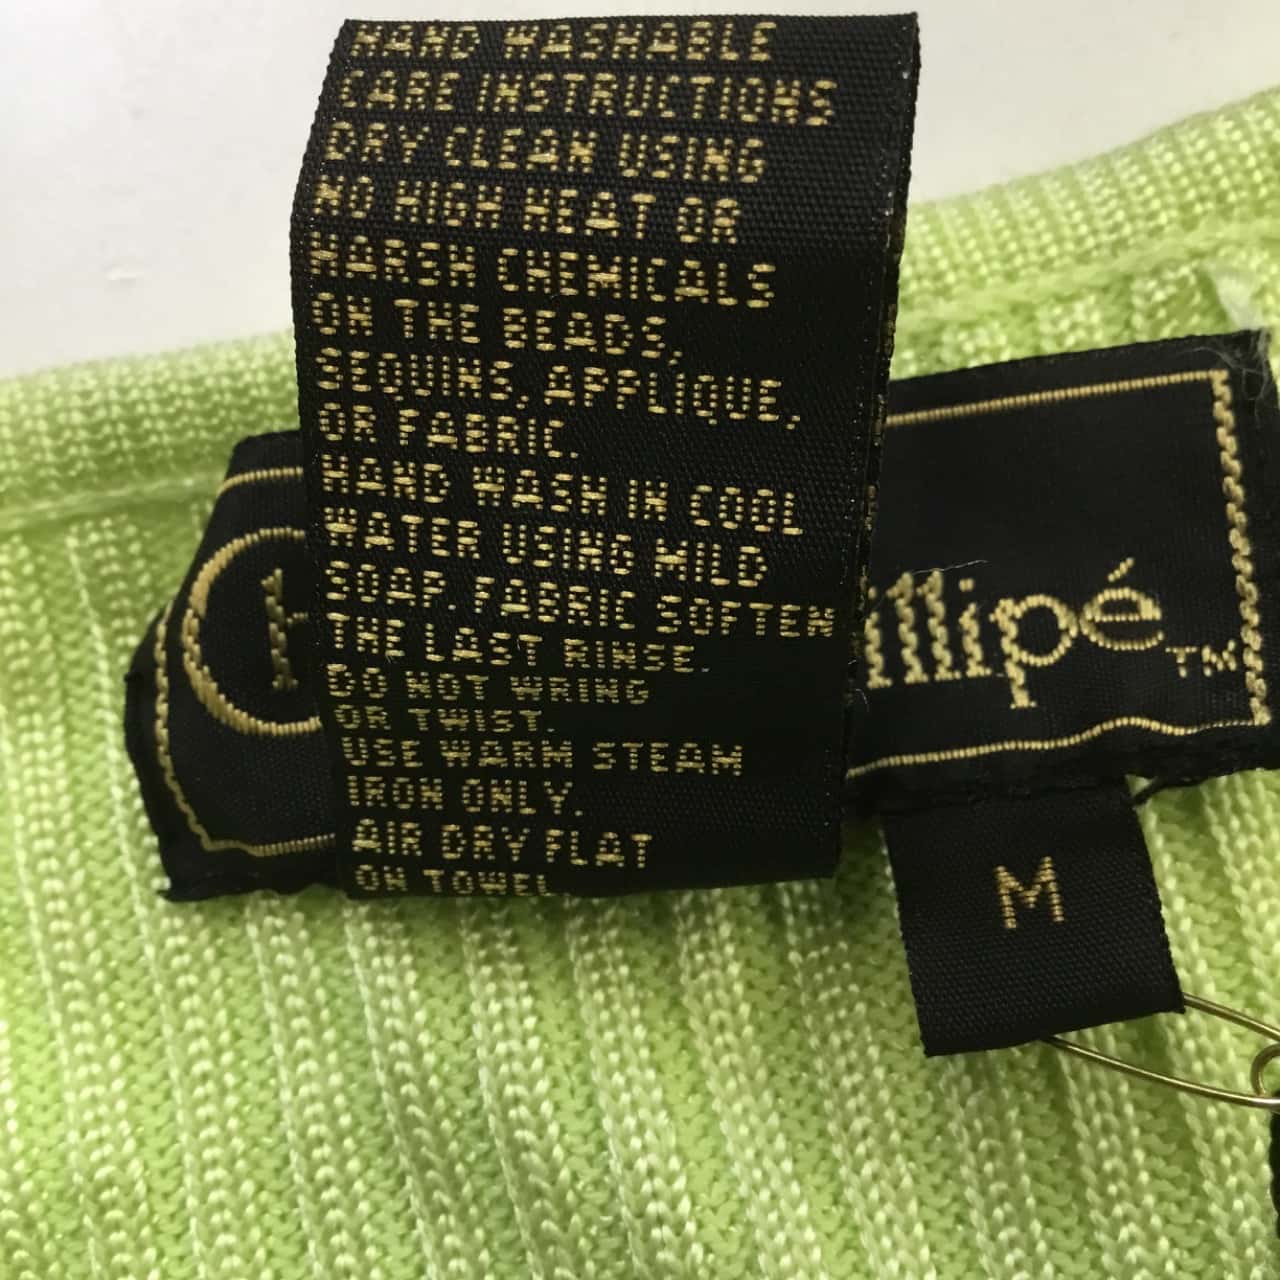 HAND WASHABLE
CARE INSTRUCTIONS
DRY CLEAN USING
NO HIGH HEAT OR
HARSH CHEMICALS
ON THE BEADS,
SEQUINS, APPLIQUE,
OR FABRIC.
HAND WASH IN COOL
WATER USING MILD
SOAP. FABRIC SOFTEN
THE LAST RINSE.
DO NOT WRING
OR TWIST.
USE WARM STEAM
IRON ONLY.
AIR DRY FLAT
ON TOWEL
illipé TM
M